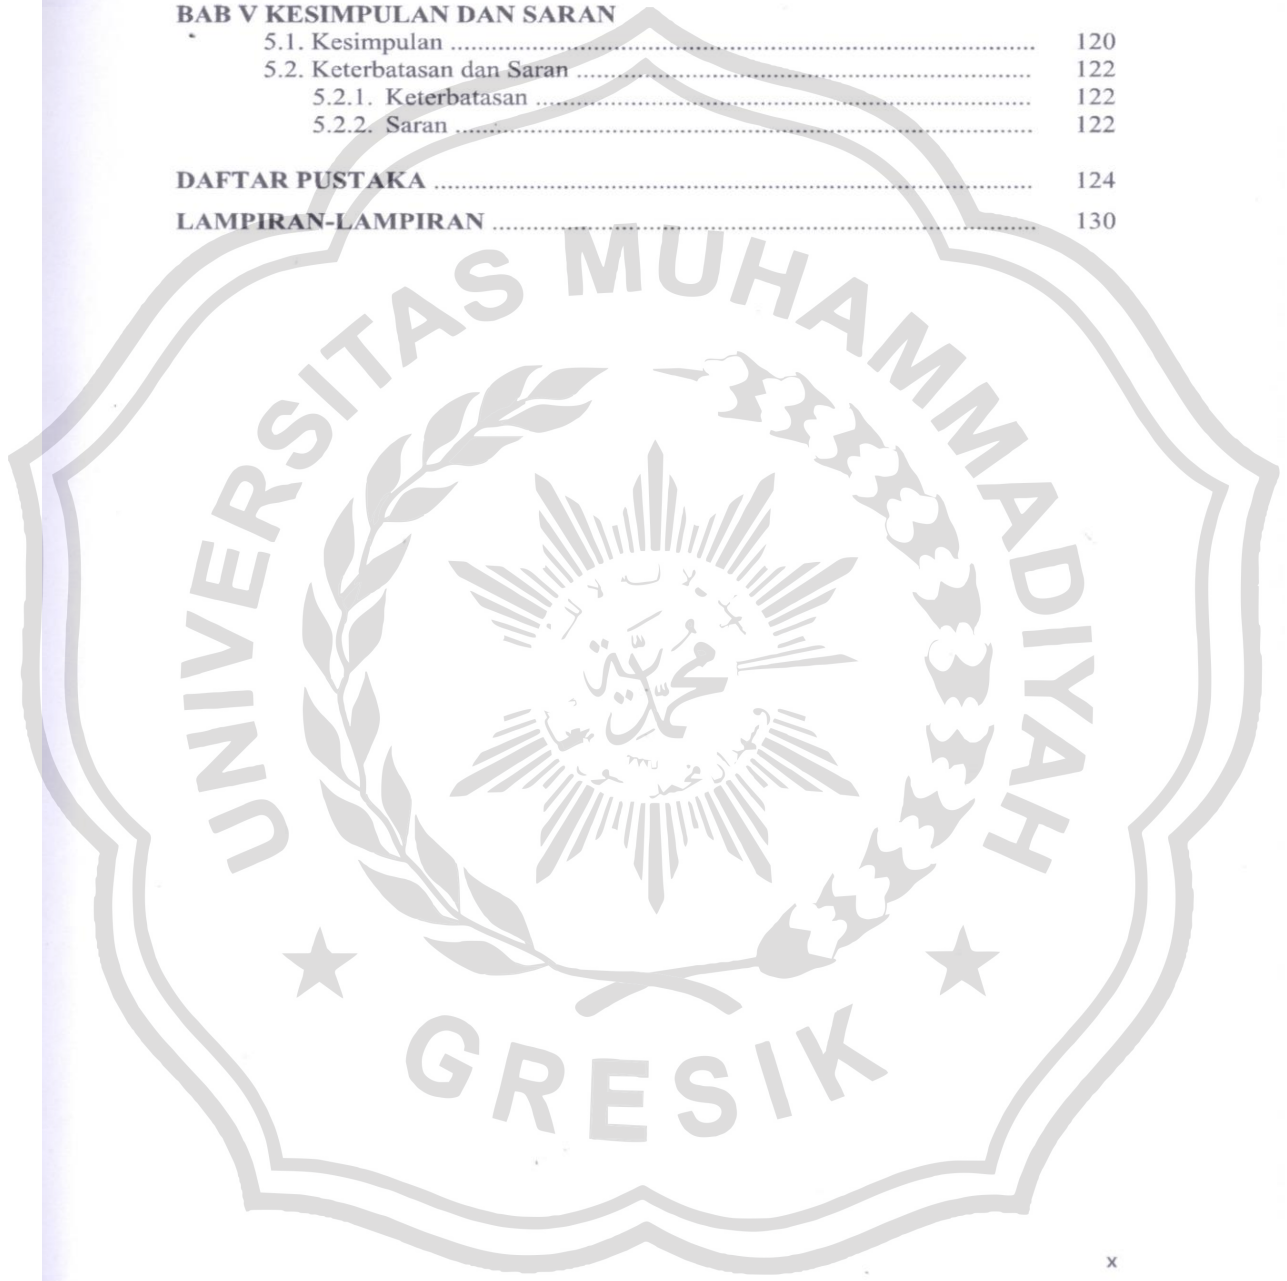 BAB V KESIMPULAN DAN SARAN
5.1. Kesimpulan ........................................ 120
5.2. Keterbatasan dan Saran ........................................ 122
5.2.1. Keterbatasan ........................................ 122
5.2.2. Saran ........................................ 122
DAFTAR PUSTAKA ........................................ 124
LAMPIRAN-LAMPIRAN ........................................ 130
UNIVERSITAS MUHAMMADIYAH
محمدية
GRESIK
x